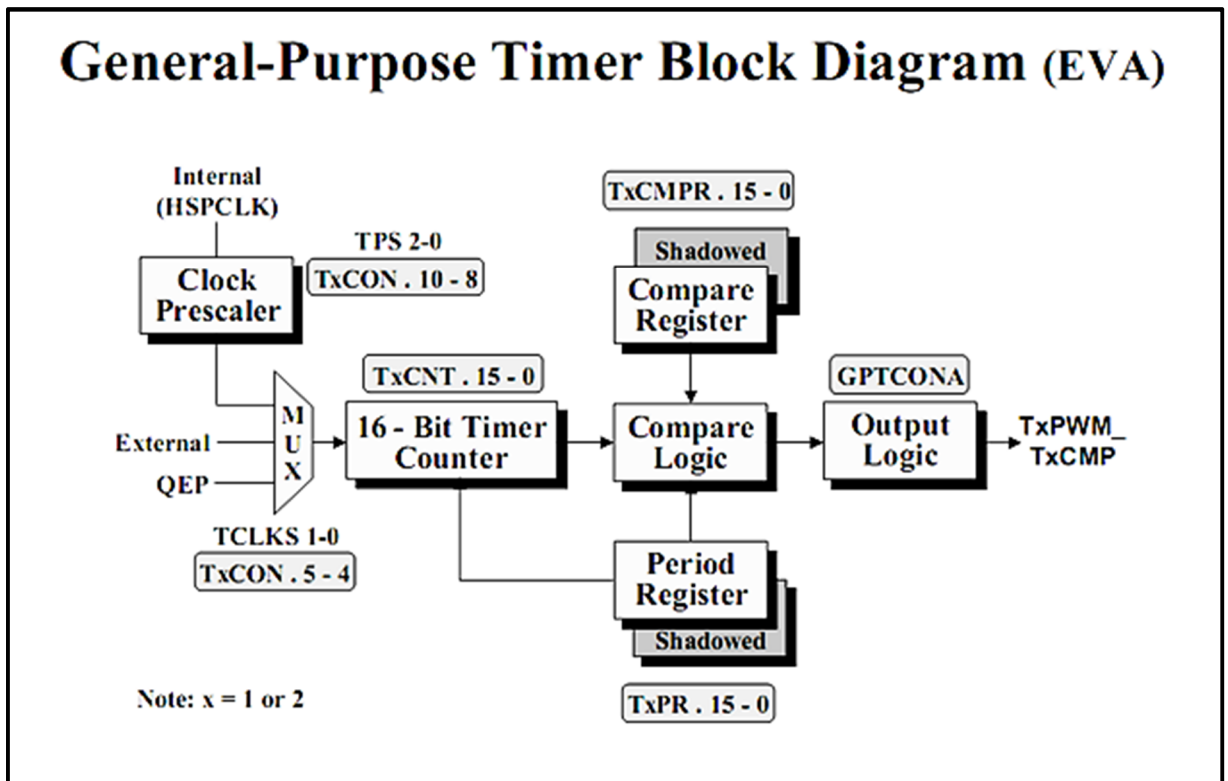 General-Purpose Timer Block Diagram (EVA)
Internal
(HSPCLK)
TPS 2-0
TxCON . 10 - 8
Clock
Prescaler
TxCMPR . 15 - 0
Shadowed
Compare
Register
TxCNT . 15 - 0
GPTCONA
M
U
X
External
QEP
16 - Bit Timer
Counter
Compare
Logic
Output
Logic
TxPWM_
TxCMP
TCLKS 1-0
TxCON . 5 - 4
Period
Register
Shadowed
TxPR . 15 - 0
Note: x = 1 or 2